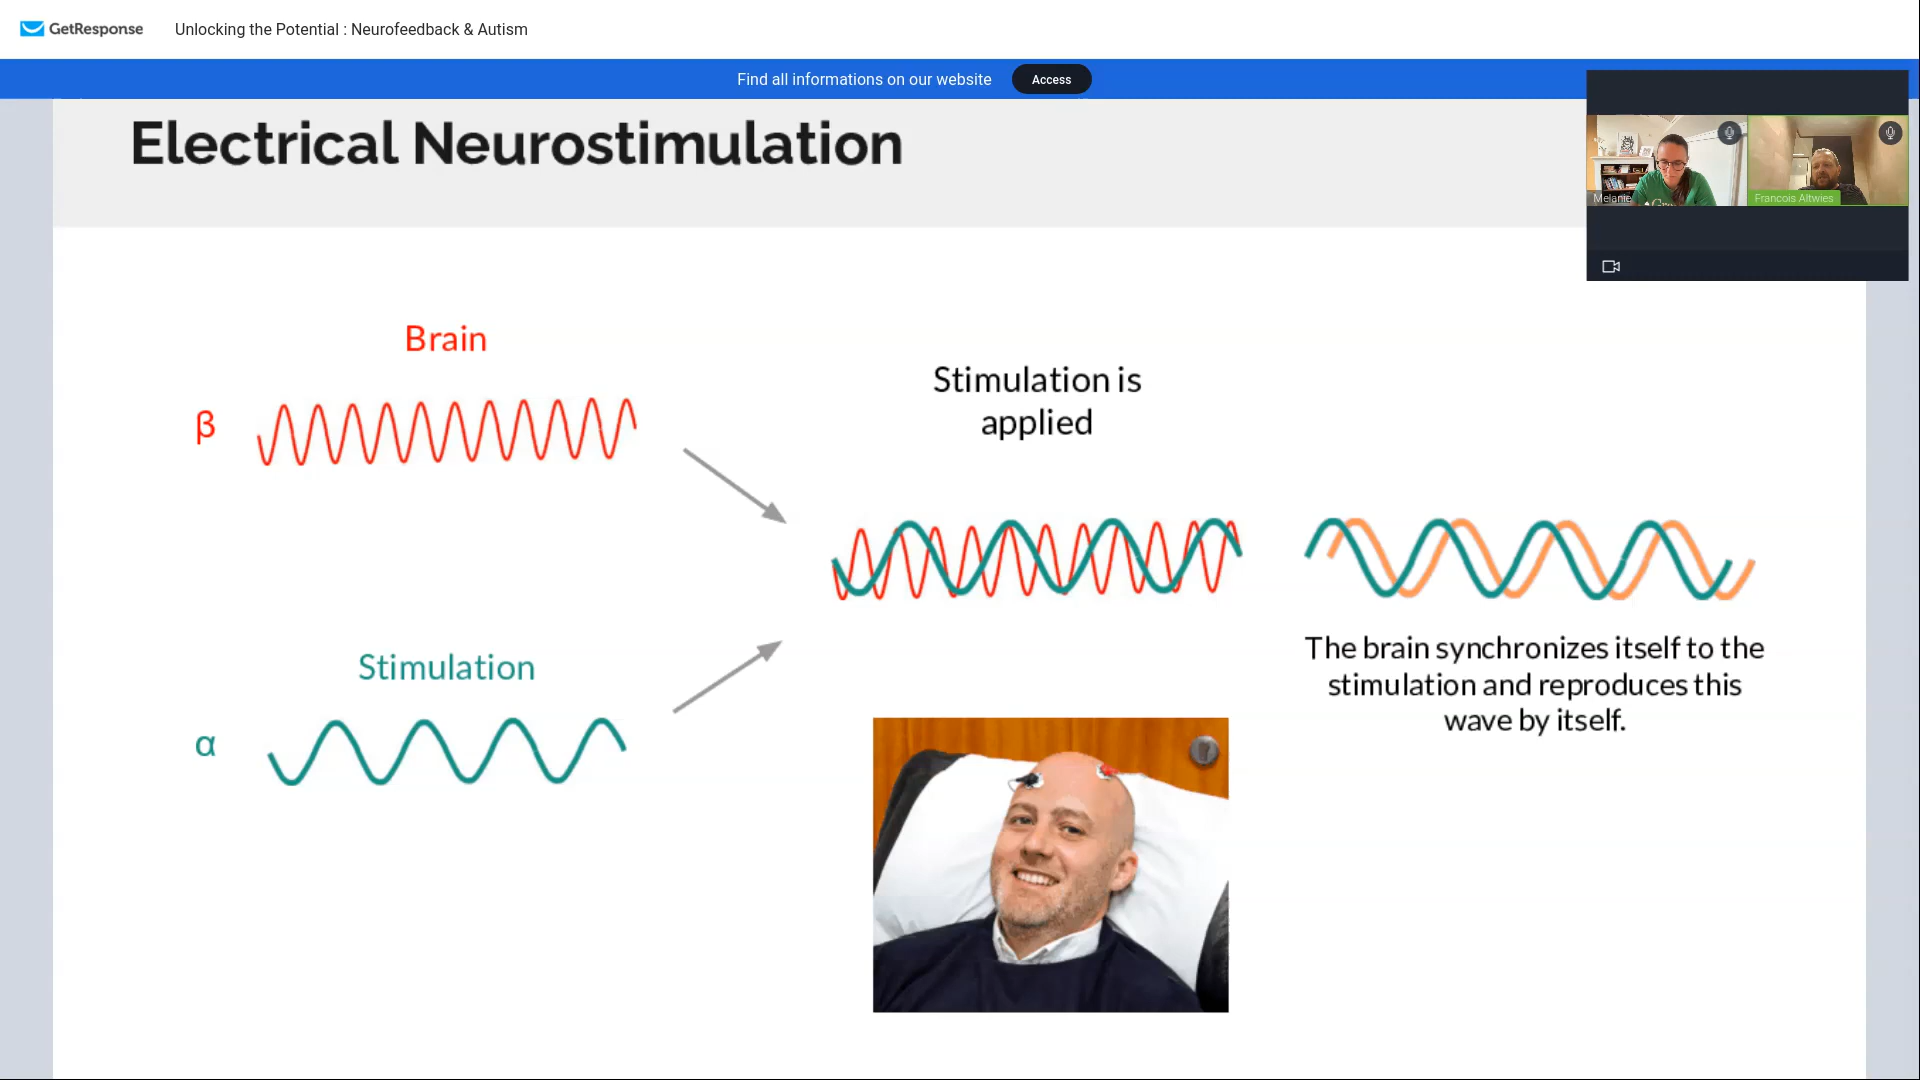 GetResponse
Unlocking the Potential : Neurofeedback & Autism
Find all informations on our website
Access
Electrical Neurostimulation
Melanie
Francois Altwies
Brain
β
Stimulation is
applied
Stimulation
α
The brain synchronizes itself to the
stimulation and reproduces this
wave by itself.